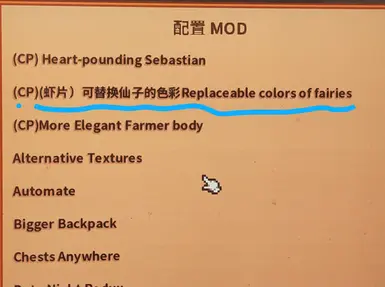 配置 MOD
(CP) Heart-pounding Sebastian
(CP)(虾片）可替换仙子的色彩Replaceable colors of fairies
(CP)More Elegant Farmer body
Alternative Textures
Automate
Bigger Backpack
Chests Anywhere